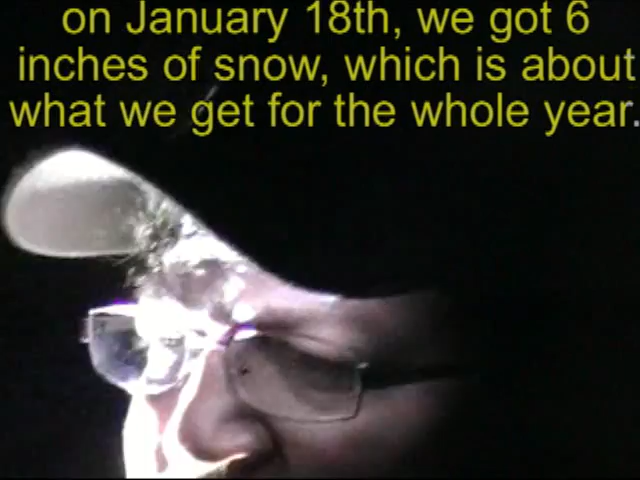 on January 18th, we got 6
inches of snow, which is about
what we get for the whole year.